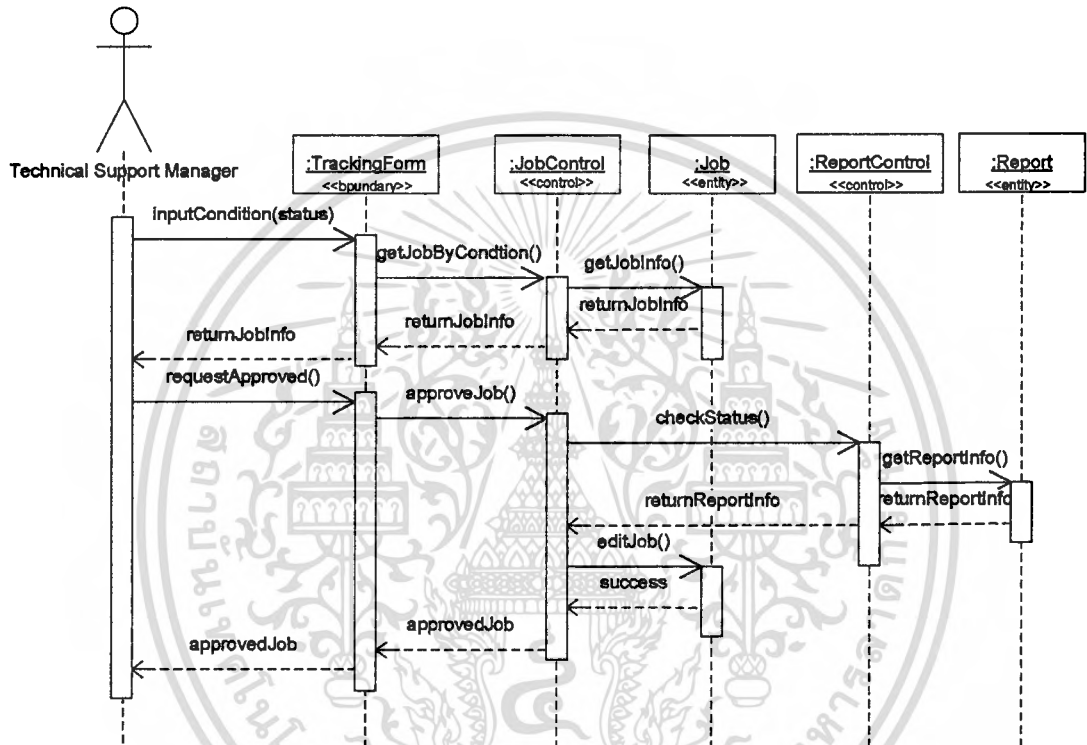 Technical Support Manager
:TrackingForm
<<boundary>>
:JobControl
<<control>>
:Job
<<entity>>
:ReportControl
<<control>>
:Report
<<entity>>
inputCondition(status)
getJobByCondtion()
getJobInfo()
returnJobInfo
returnJobInfo
returnJobInfo
requestApproved()
approveJob()
checkStatus()
getReportInfo()
returnReportInfo
returnReportInfo
editJob()
success
approvedJob
approvedJob